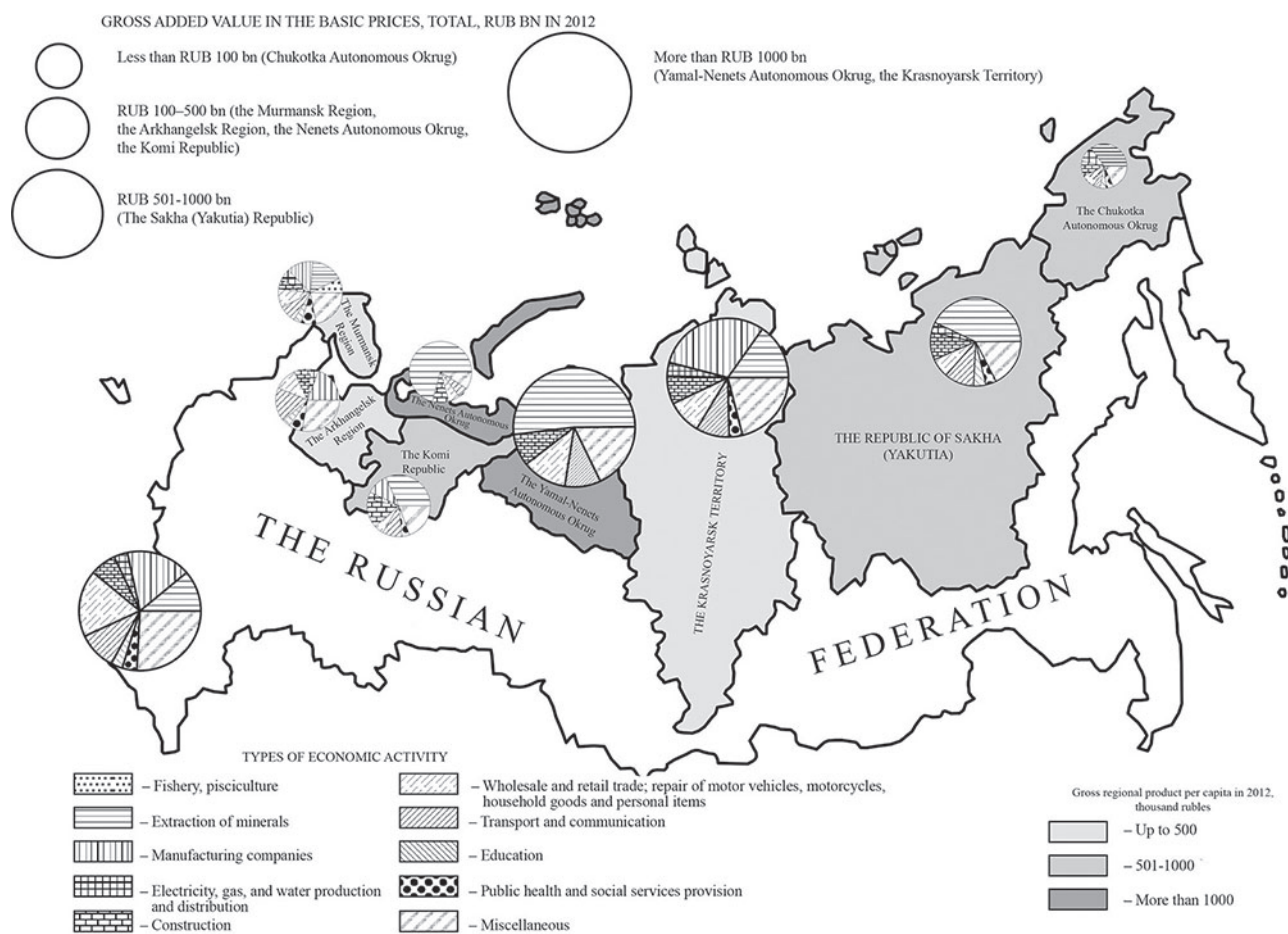 GROSS ADDED VALUE IN THE BASIC PRICES, TOTAL, RUB BN IN 2012
Less than RUB 100 bn (Chukotka Autonomous Okrug)
RUB 100–500 bn (the Murmansk Region,
the Arkhangelsk Region, the Nenets Autonomous Okrug,
the Komi Republic)
RUB 501-1000 bn
(The Sakha (Yakutia) Republic)
More than RUB 1000 bn
(Yamal-Nenets Autonomous Okrug, the Krasnoyarsk Territory)
The Chukotka
Autonomous Okrug
The Murmansk
Region
The Arkhangelsk
Region
The Nenets Autonomous
Okrug
The Komi
Republic
The Yamal-Nenets
Autonomous Okrug
THE KRASNOYARSK TERRITORY
THE REPUBLIC OF SAKHA
(YAKUTIA)
THE RUSSIAN
FEDERATION
TYPES OF ECONOMIC ACTIVITY
– Fishery, pisciculture
– Extraction of minerals
– Manufacturing companies
– Electricity, gas, and water production
and distribution
– Construction
– Wholesale and retail trade; repair of motor vehicles, motorcycles,
household goods and personal items
– Transport and communication
– Education
– Public health and social services provision
– Miscellaneous
Gross regional product per capita in 2012,
thousand rubles
– Up to 500
– 501-1000
– More than 1000